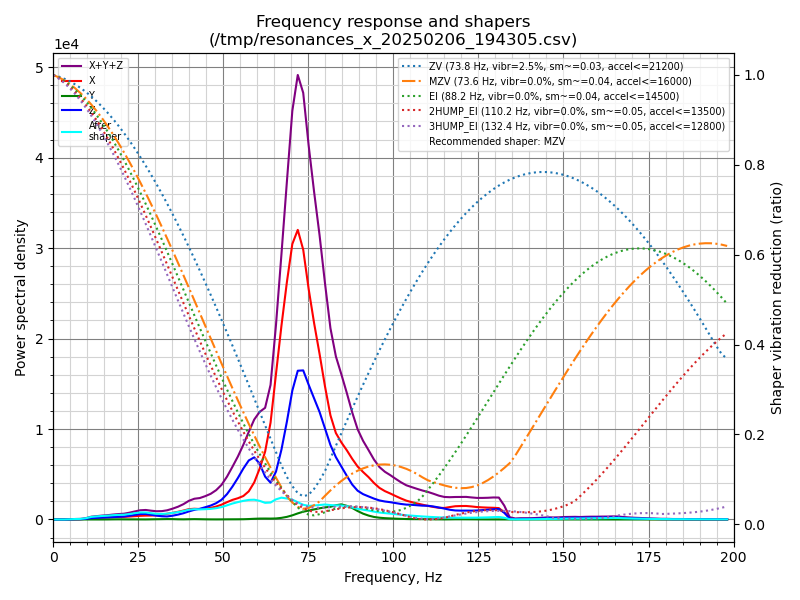 Frequency response and shapers
(/tmp/resonances_x_20250206_194305.csv)
1e4
X+Y+Z
X
Y
Z
After
shaper
ZV (73.8 Hz, vibr=2.5%, sm~=0.03, accel<=21200)
MZV (73.6 Hz, vibr=0.0%, sm~=0.04, accel<=16000)
EI (88.2 Hz, vibr=0.0%, sm~=0.04, accel<=14500)
2HUMP_EI (110.2 Hz, vibr=0.0%, sm~=0.05, accel<=13500)
3HUMP_EI (132.4 Hz, vibr=0.0%, sm~=0.05, accel<=12800)
Recommended shaper: MZV
Power spectral density
5
4
3
2
1
0
1.0
0.8
0.6
0.4
0.2
0.0
Shaper vibration reduction (ratio)
0 25 50 75 100 125 150 175 200
Frequency, Hz